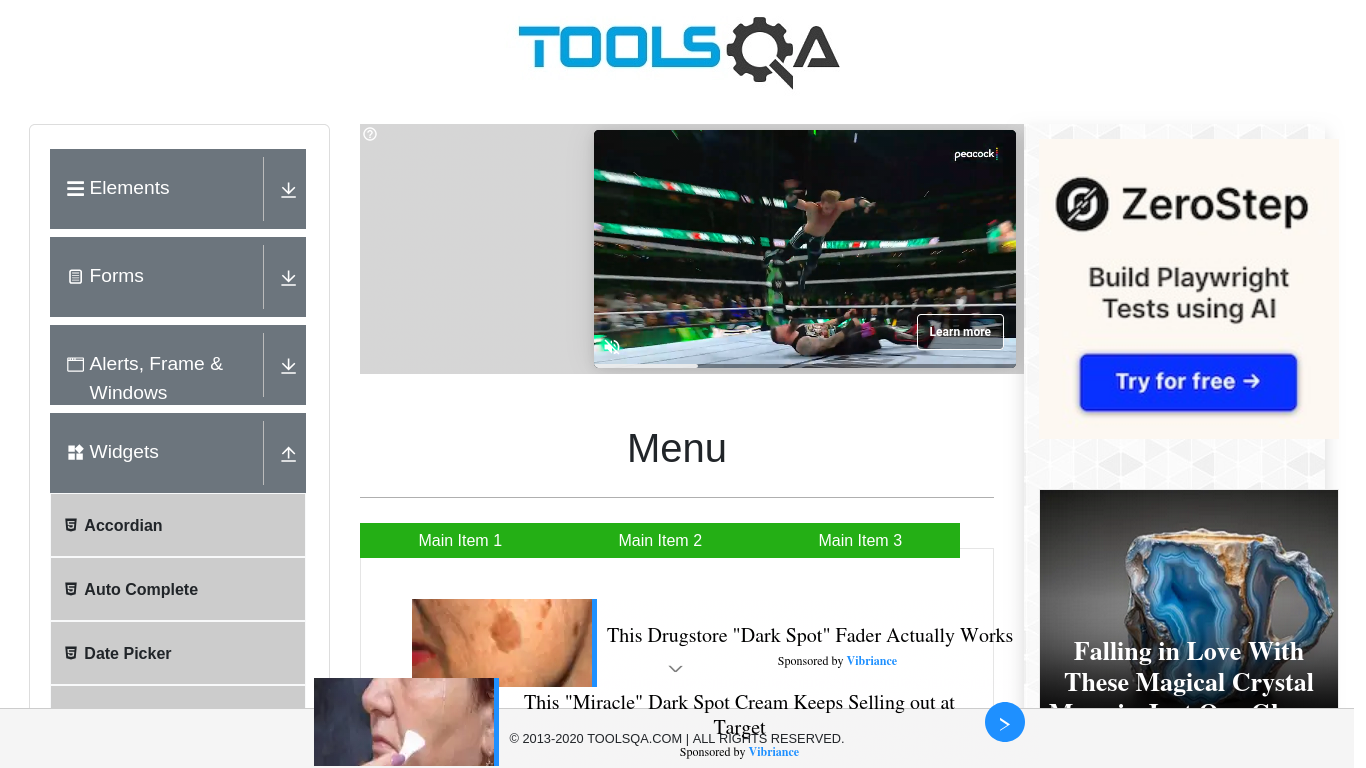 TOOLSQA
Elements
Forms
Alerts, Frame &
Windows
Widgets
Accordian
Auto Complete
Date Picker
peacock
Learn more
Menu
Main Item 1
Main Item 2
Main Item 3
This Drugstore "Dark Spot" Fader Actually Works
Sponsored by Vibriance
This "Miracle" Dark Spot Cream Keeps Selling out at
Target
Sponsored by Vibriance
© 2013-2020 TOOLSQA.COM | ALL RIGHTS RESERVED.
ZeroStep
Build Playwright
Tests using AI
Try for free →
Falling in Love With
These Magical Crystal